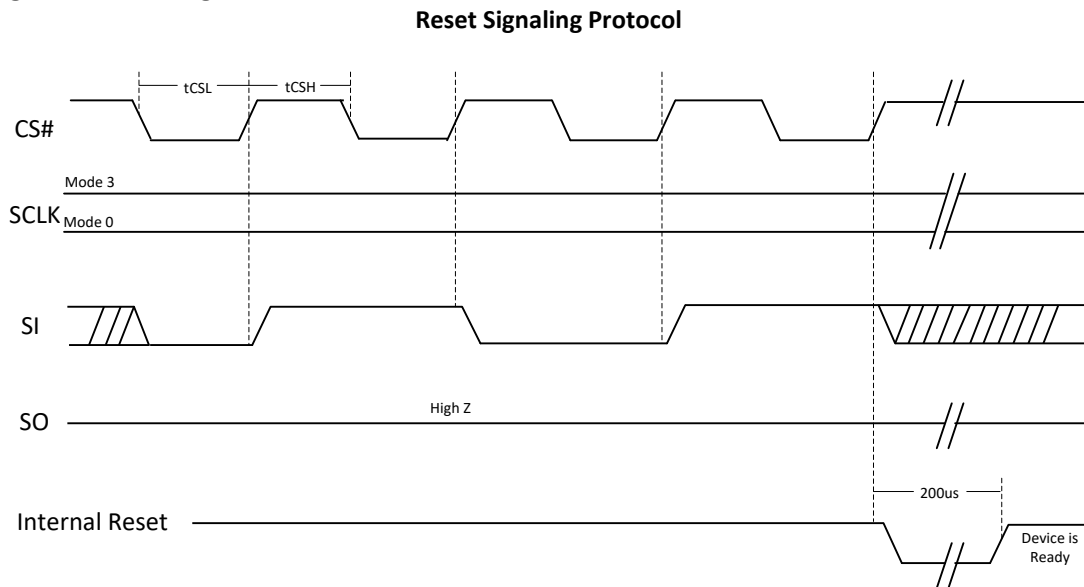 Reset Signaling Protocol
tCSL
tCSH
CS#
Mode 3
SCLK
Mode 0
SI
High Z
SO
200us
Internal Reset
Device is
Ready